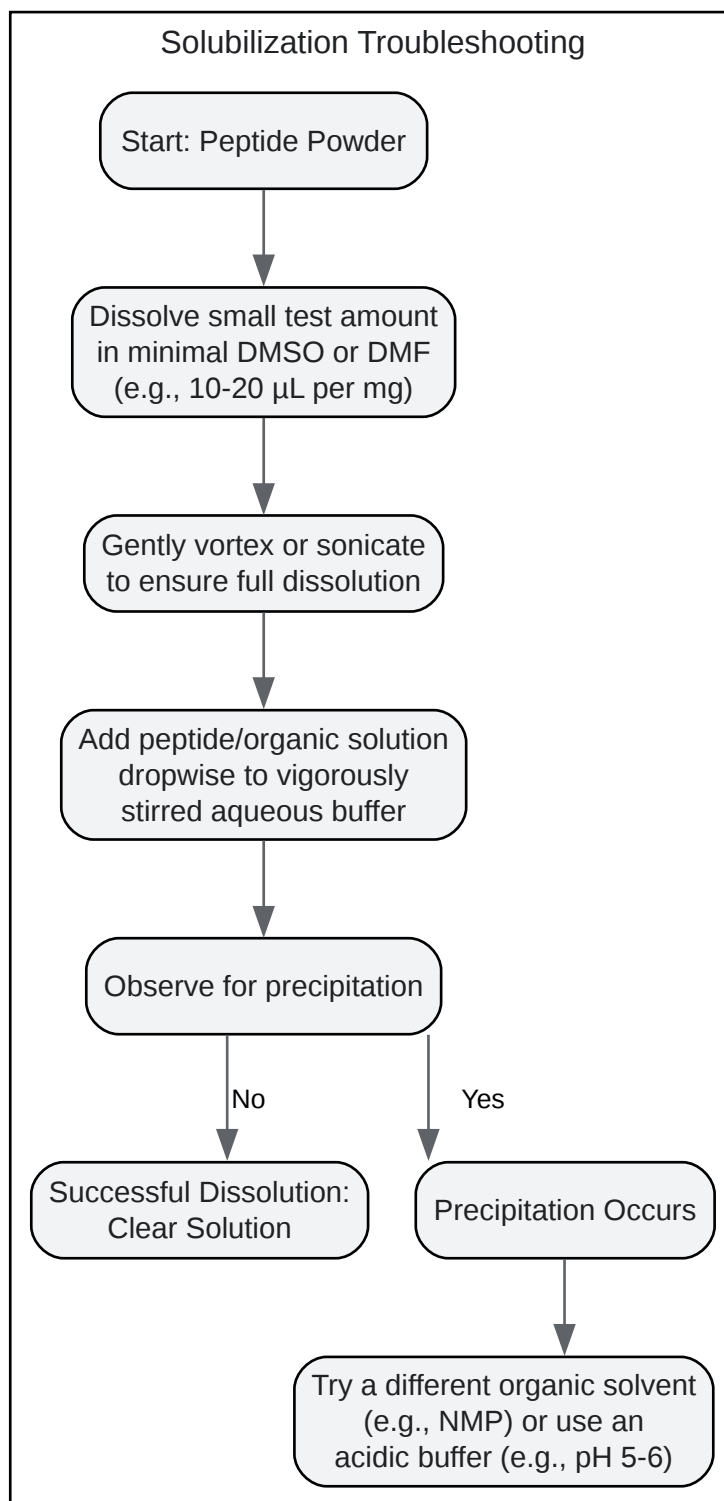 Solubilization Troubleshooting
Start: Peptide Powder
Dissolve small test amount
in minimal DMSO or DMF
(e.g., 10-20 µL per mg)
Gently vortex or sonicate
to ensure full dissolution
Add peptide/organic solution
dropwise to vigorously
stirred aqueous buffer
Observe for precipitation
No
Yes
Successful Dissolution:
Clear Solution
Precipitation Occurs
Try a different organic solvent
(e.g., NMP) or use an
acidic buffer (e.g., pH 5-6)